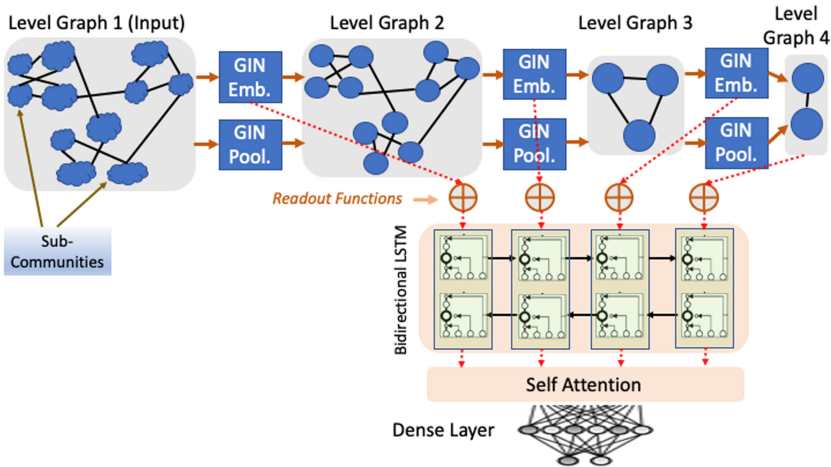 Level Graph 1 (Input)
Level Graph 2
Level Graph 3
Level
Graph 4
GIN
Emb.
GIN
Emb.
GIN
Emb.
GIN
Pool.
GIN
Pool.
GIN
Pool.
Readout Functions
Sub-
Communities
Bidirectional LSTM
Self Attention
Dense Layer